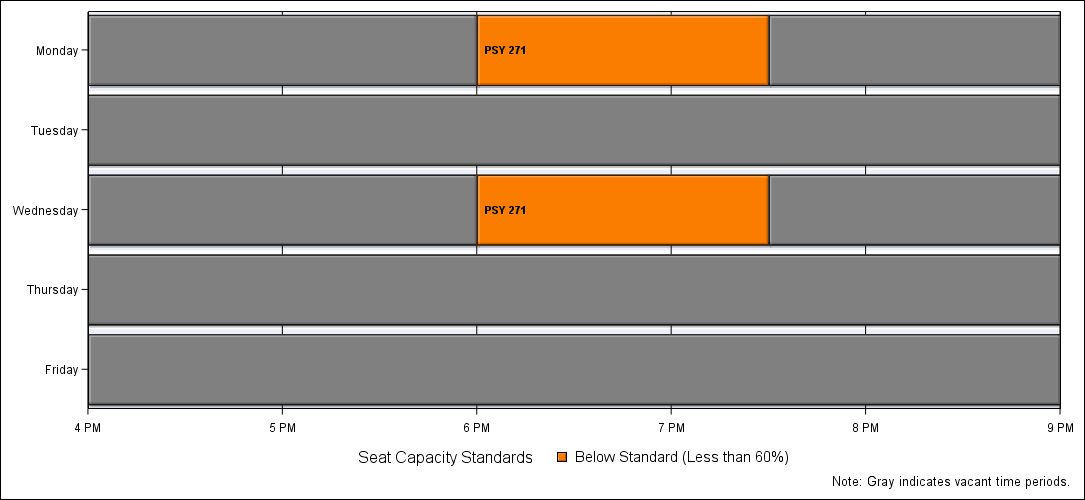 Monday
PSY 271
Tuesday
Wednesday
PSY 271
Thursday
Friday
4 PM 5 PM 6 PM 7 PM 8 PM 9 PM
Seat Capacity Standards Below Standard (Less than 60%)
Note: Gray indicates vacant time periods.